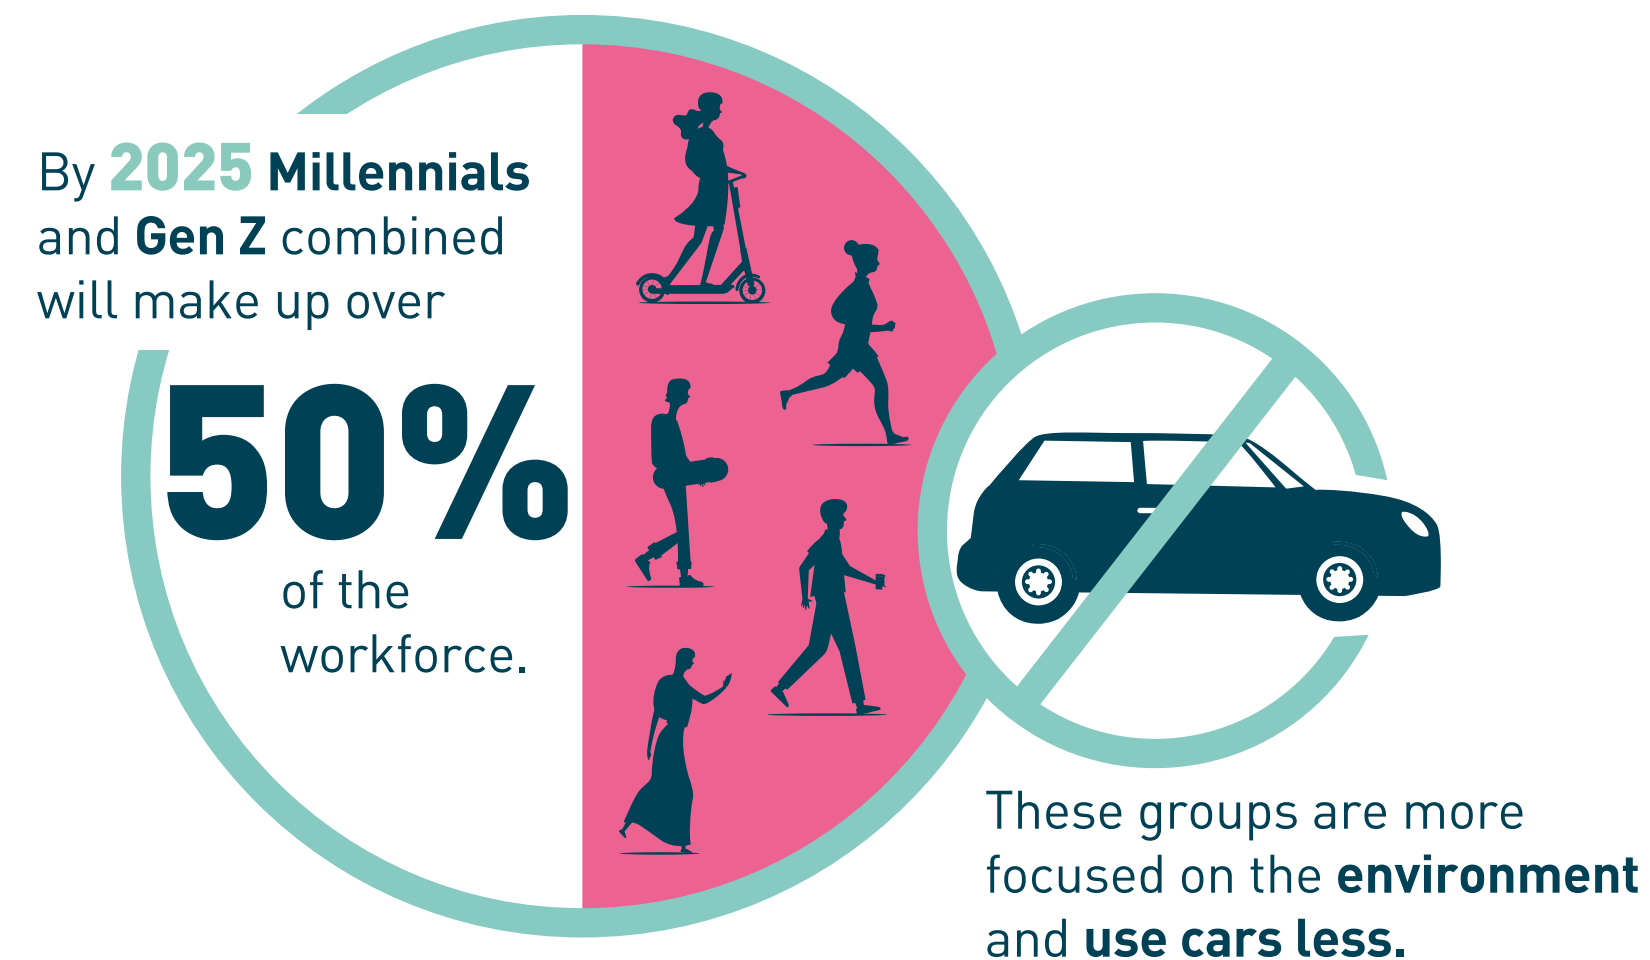 By 2025 Millennials
and Gen Z combined
will make up over
50%
of the
workforce.
These groups are more
focused on the environment
and use cars less.